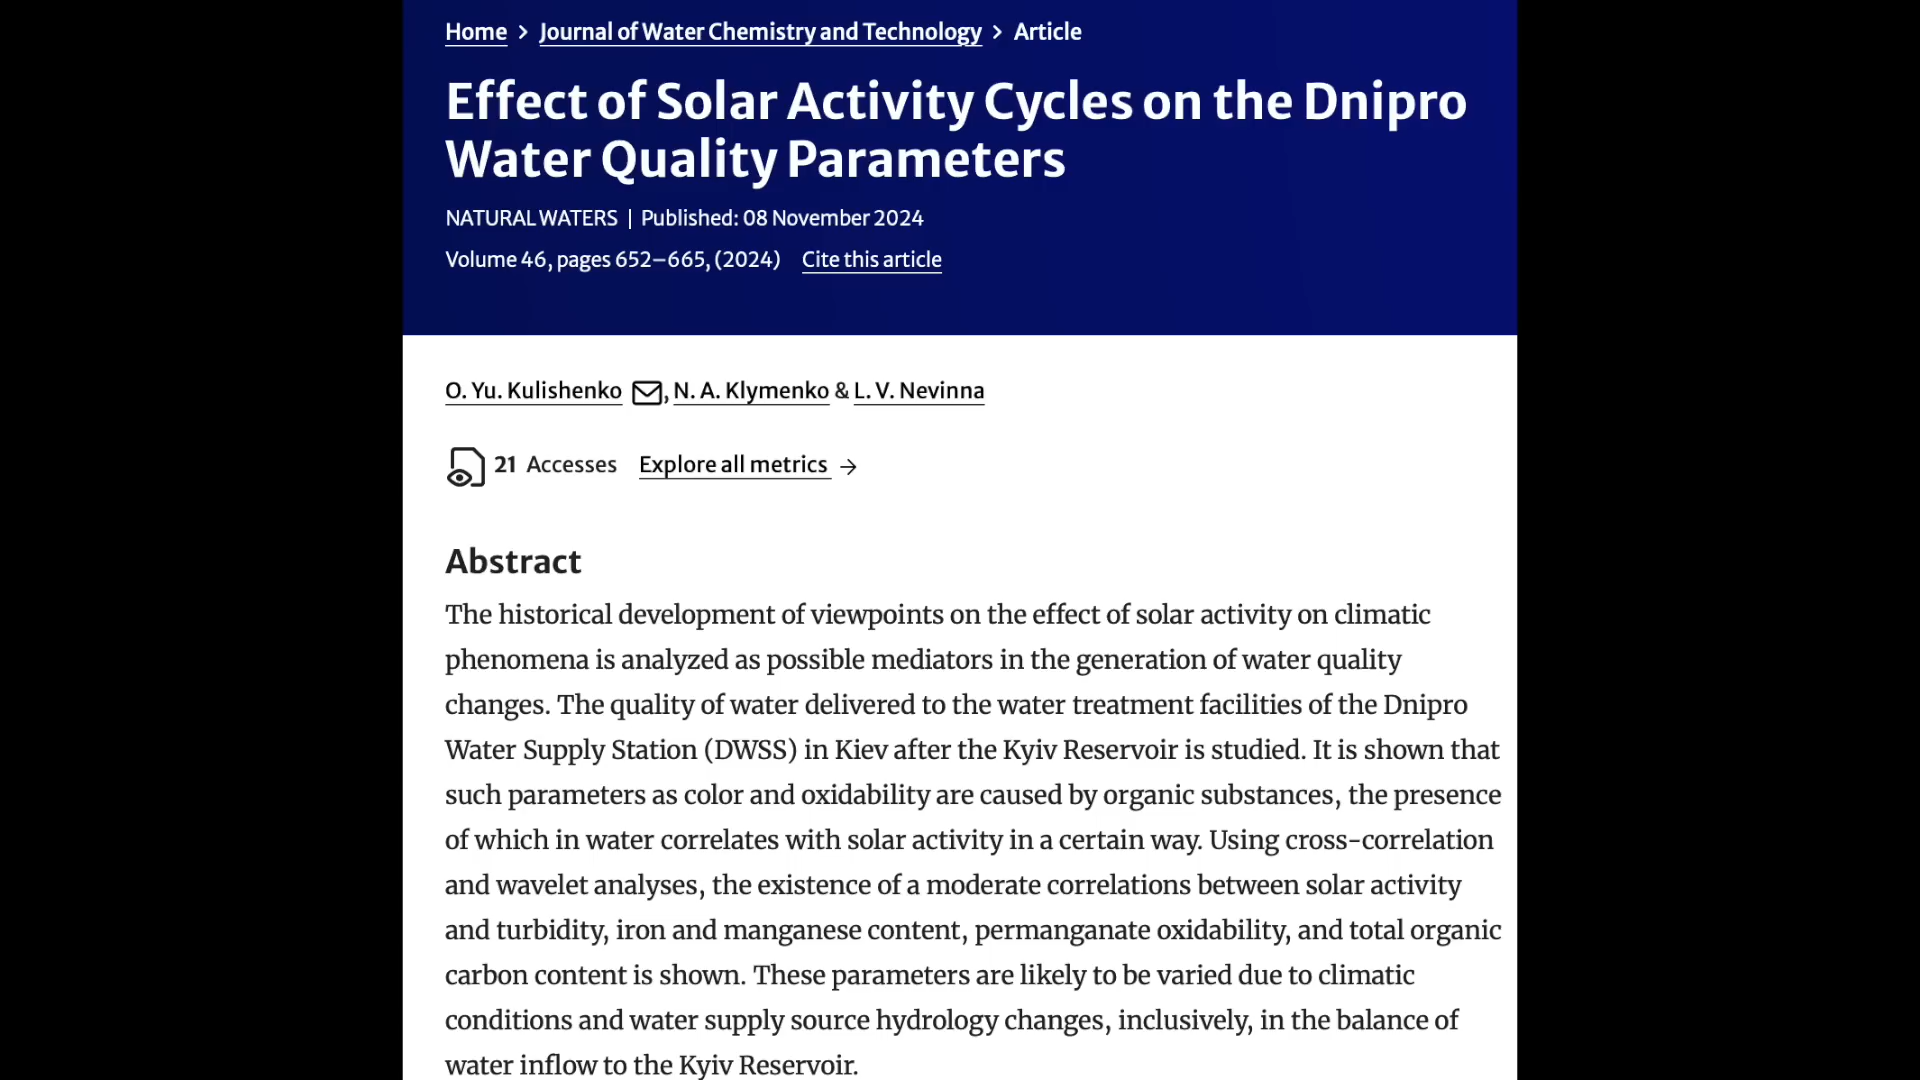 Home > Journal of Water Chemistry and Technology > Article
Effect of Solar Activity Cycles on the Dnipro
Water Quality Parameters
NATURAL WATERS | Published: 08 November 2024
Volume 46, pages 652–665, (2024) Cite this article
O. Yu. Kulishenko, N. A. Klymenko & L. V. Nevinna
21 Accesses Explore all metrics →
Abstract
The historical development of viewpoints on the effect of solar activity on climatic
phenomena is analyzed as possible mediators in the generation of water quality
changes. The quality of water delivered to the water treatment facilities of the Dnipro
Water Supply Station (DWSS) in Kiev after the Kyiv Reservoir is studied. It is shown that
such parameters as color and oxidability are caused by organic substances, the presence
of which in water correlates with solar activity in a certain way. Using cross-correlation
and wavelet analyses, the existence of a moderate correlations between solar activity
and turbidity, iron and manganese content, permanganate oxidability, and total organic
carbon content is shown. These parameters are likely to be varied due to climatic
conditions and water supply source hydrology changes, inclusively, in the balance of
water inflow to the Kyiv Reservoir.